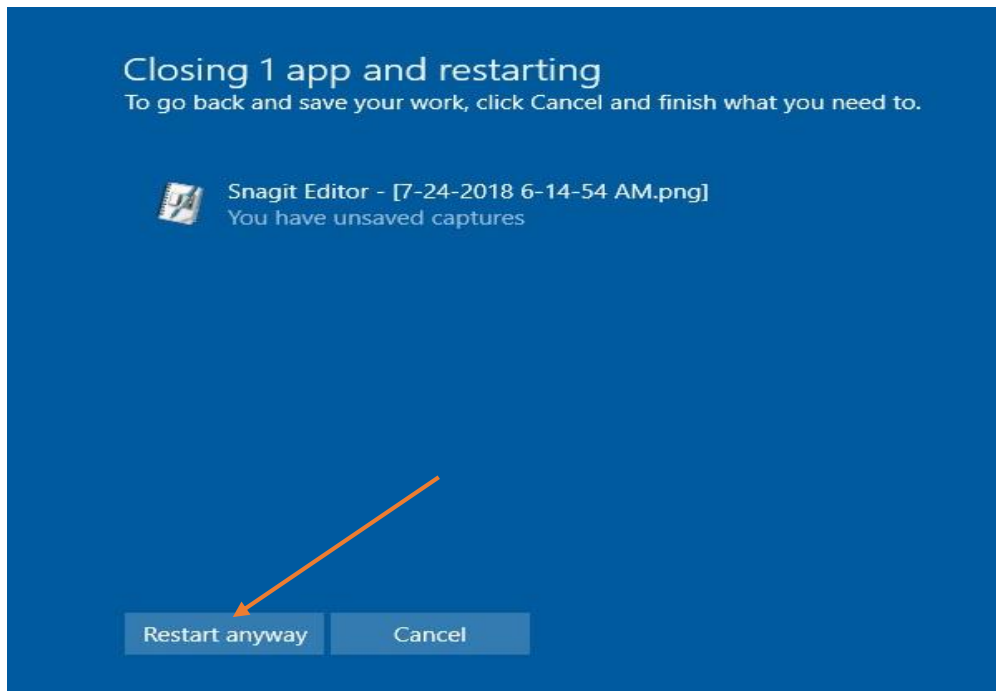 Closing 1 app and restarting
To go back and save your work, click Cancel and finish what you need to.
Snagit Editor - [7-24-2018 6-14-54 AM.png]
You have unsaved captures
Restart anyway
Cancel